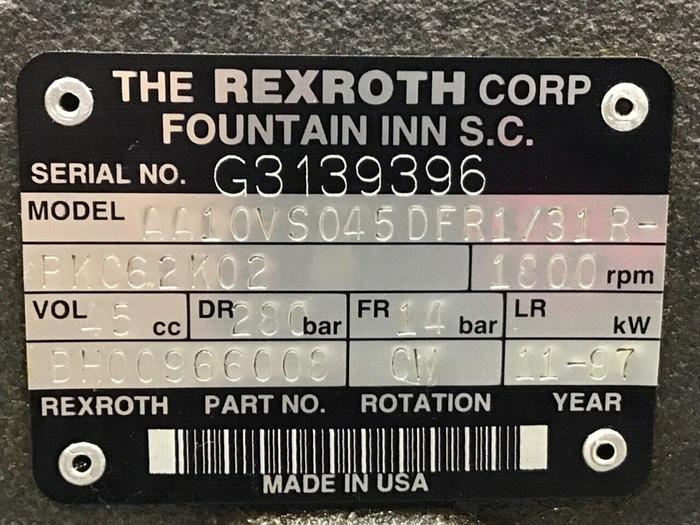 THE REXROTH CORP
FOUNTAIN INN S.C.
SERIAL NO. G3139396
MODEL AA10VSO45DFR1/31R-
PKC62K02 1800 rpm
VOL 45 cc DR 280 bar FR 14 bar LR kW
BH00966008 CW 11-97
REXROTH PART NO. ROTATION YEAR
MADE IN USA